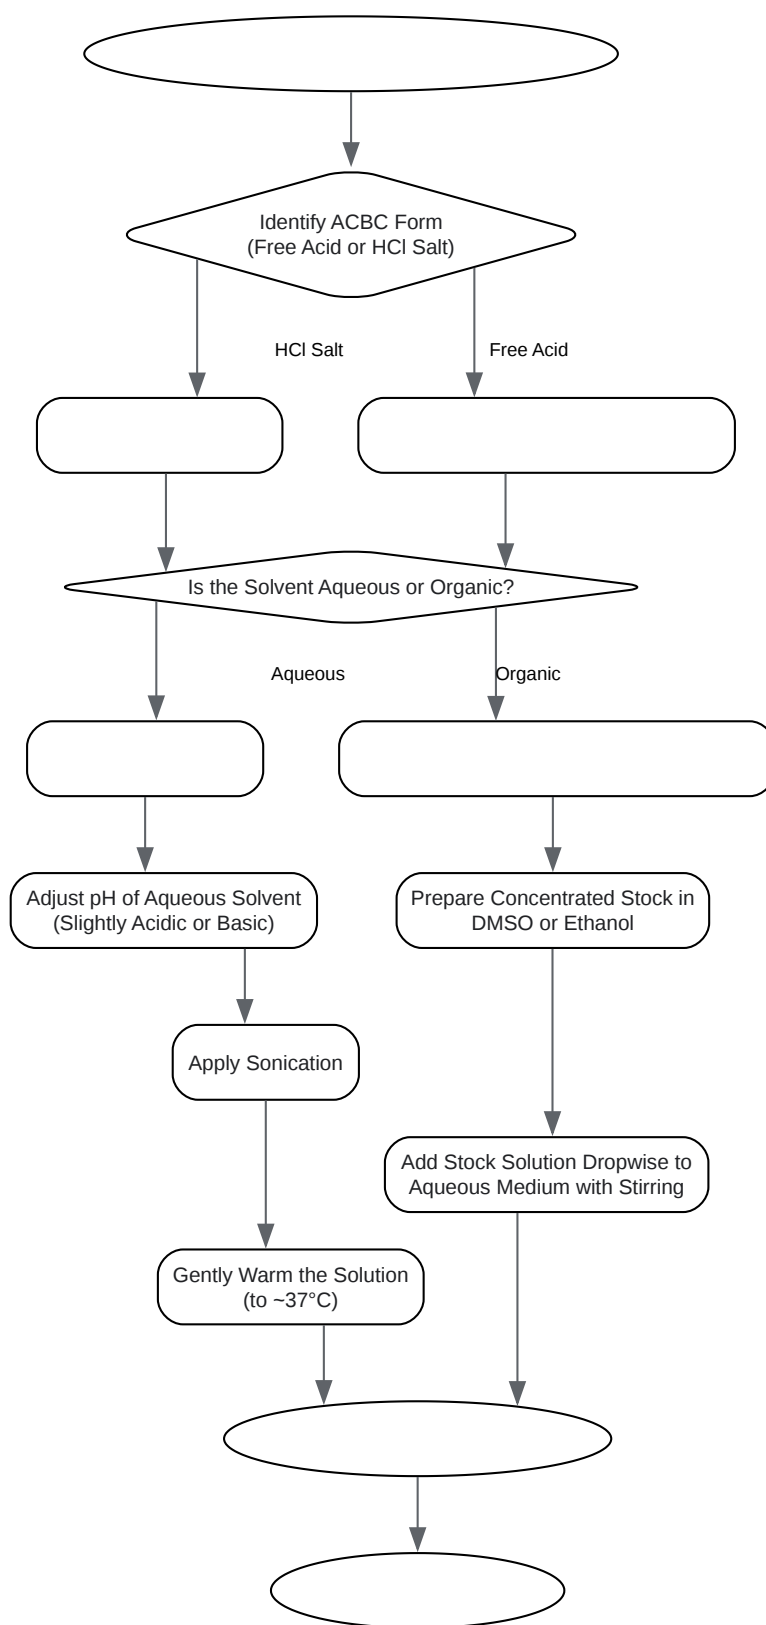 Identify ACBC Form
(Free Acid or HCl Salt)
HCl Salt
Free Acid
Is the Solvent Aqueous or Organic?
Aqueous
Organic
Adjust pH of Aqueous Solvent
(Slightly Acidic or Basic)
Prepare Concentrated Stock in
DMSO or Ethanol
Apply Sonication
Add Stock Solution Dropwise to
Aqueous Medium with Stirring
Gently Warm the Solution
(to ~37°C)